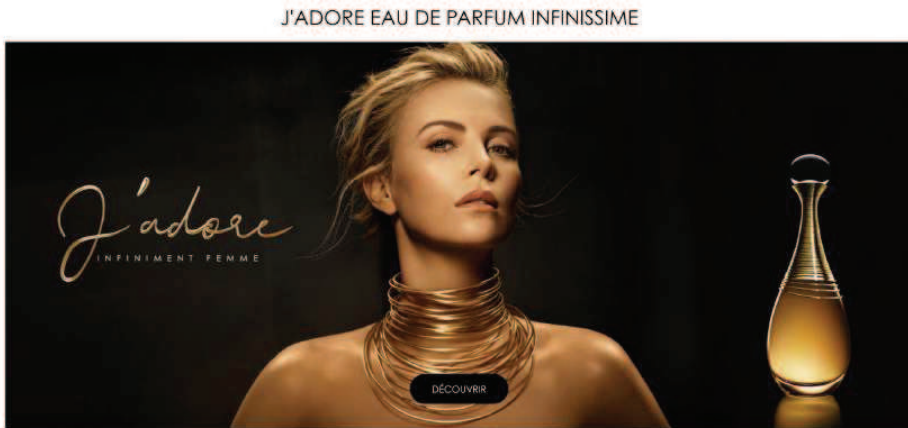 J'ADORE EAU DE PARFUM INFINISSIME
J'adore
INFINIMENT FEMME
DÉCOUVRIR